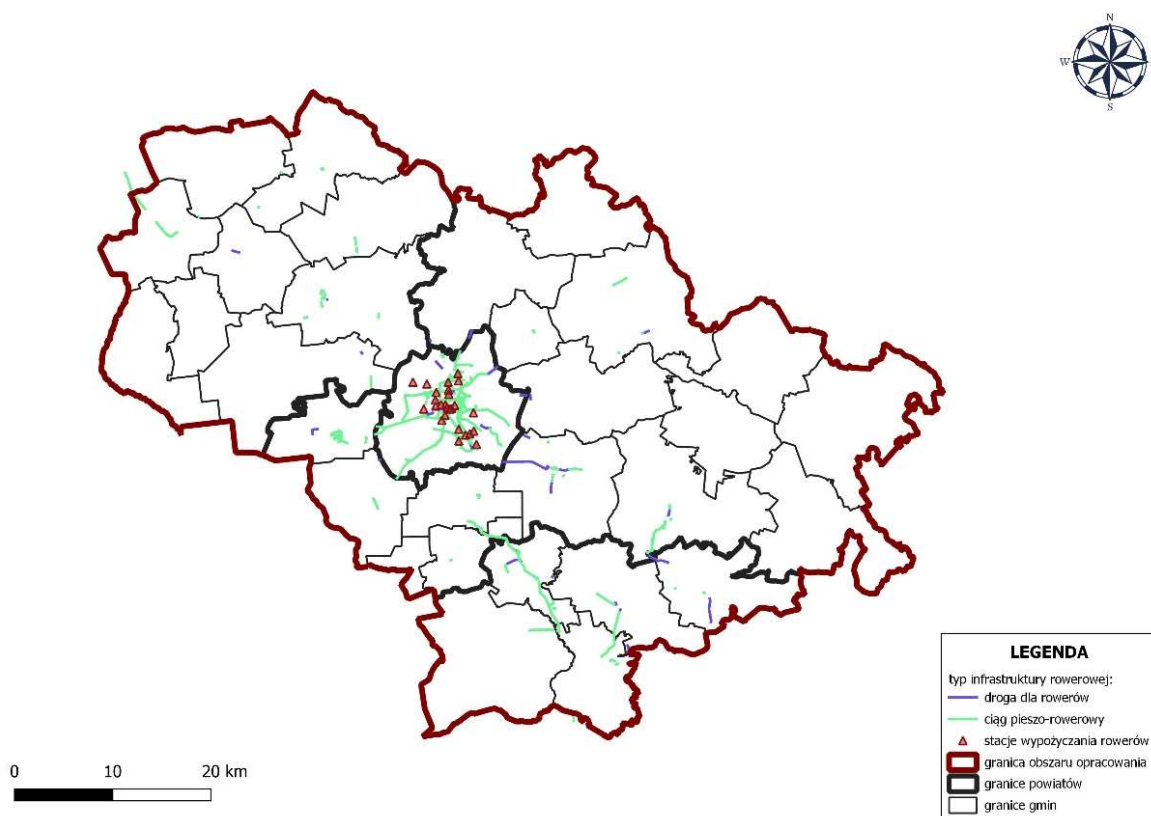 N
W
E
S
LEGENDA
typ infrastruktury rowerowej:
droga dla rowerów
ciąg pieszo-rowerowy
stacje wypożyczania rowerów
granica obszaru opracowania
granice powiatów
granice gmin
0 10 20 km